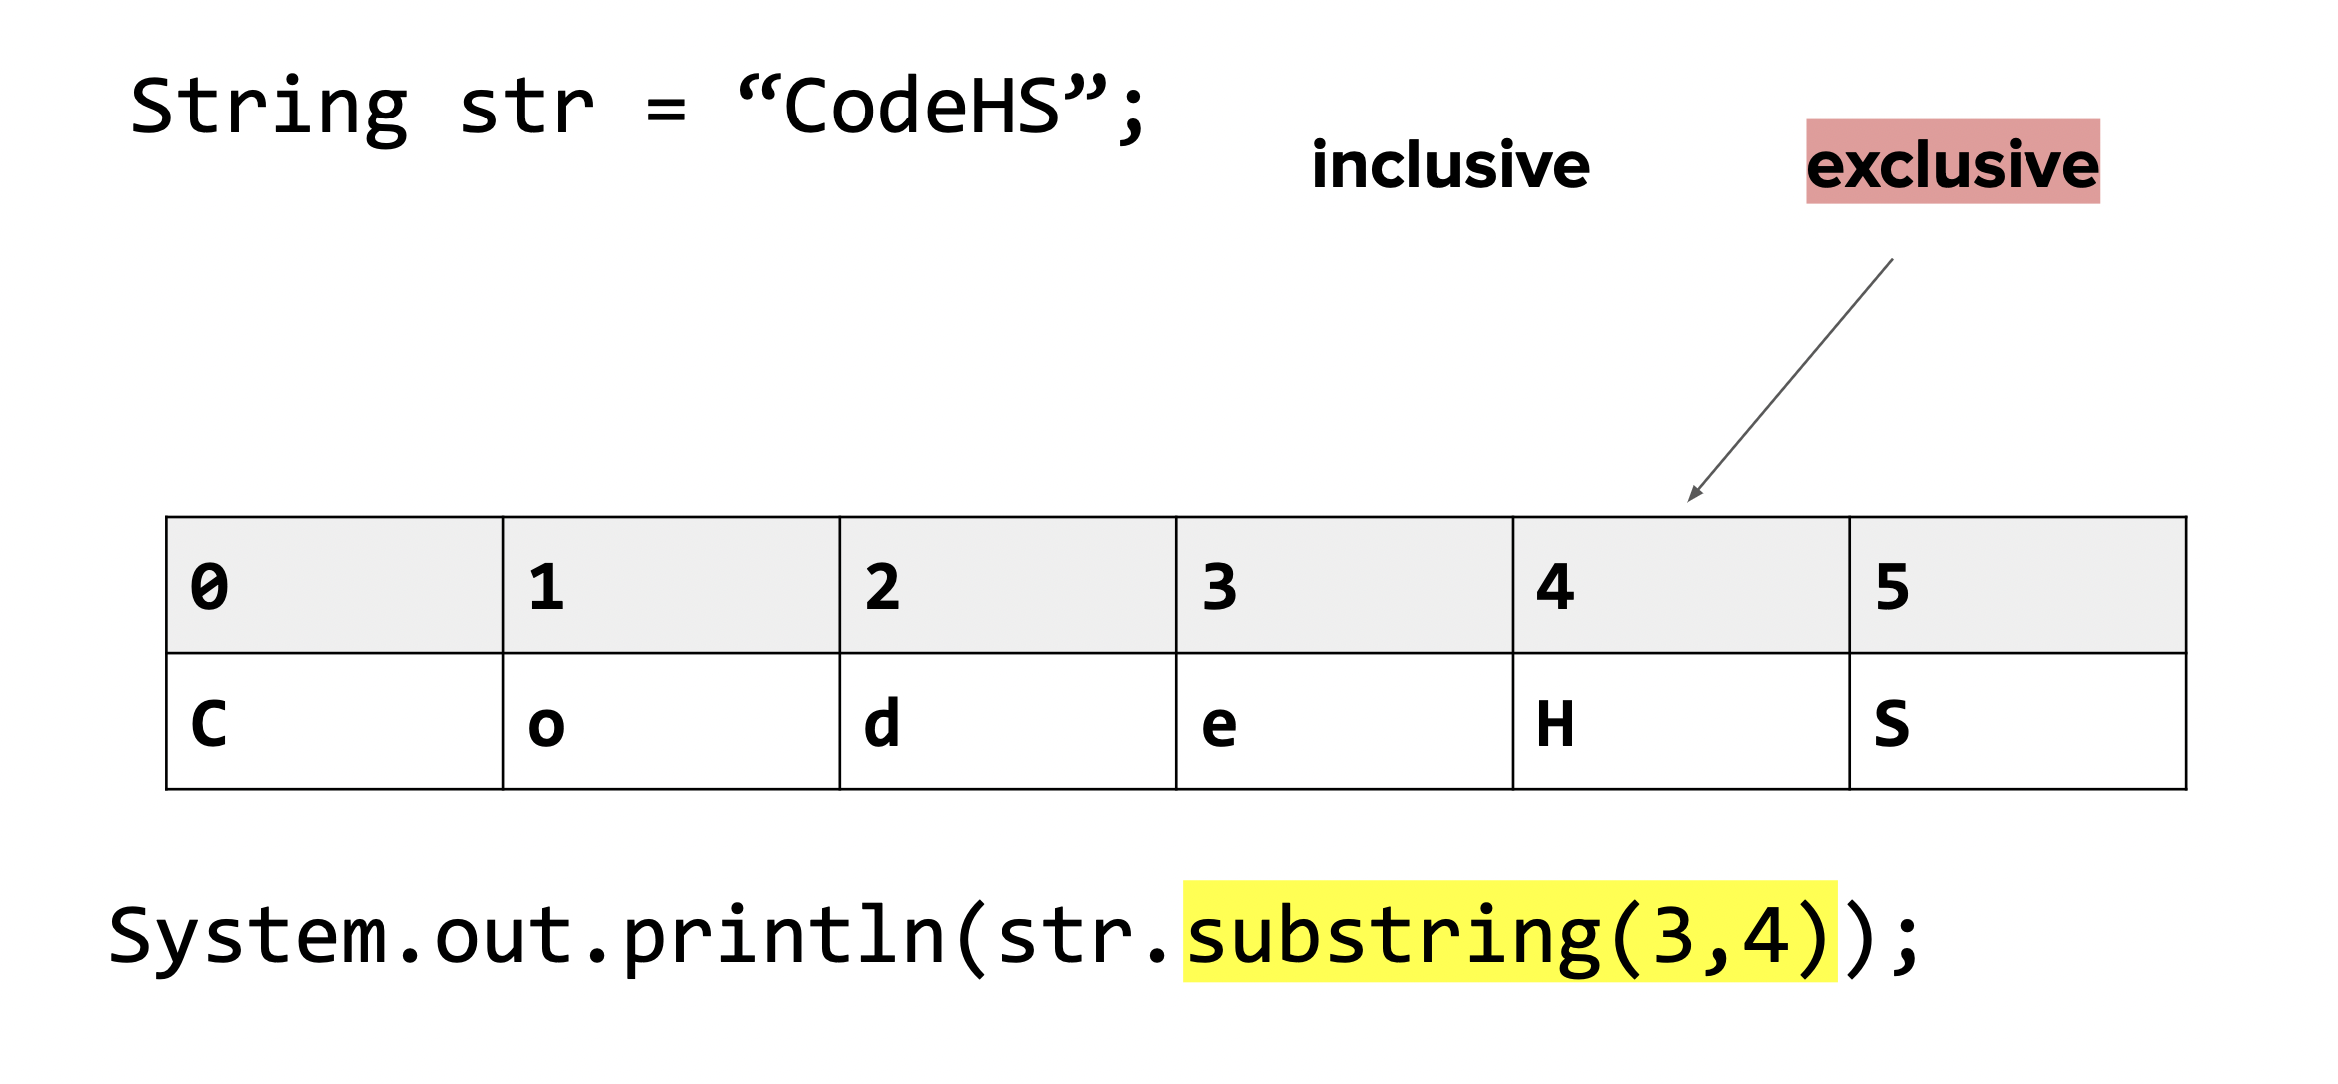 String str = “CodeHS”;
inclusive exclusive
0 1 2 3 4 5
C o d e H S
System.out.println(str.substring(3,4));